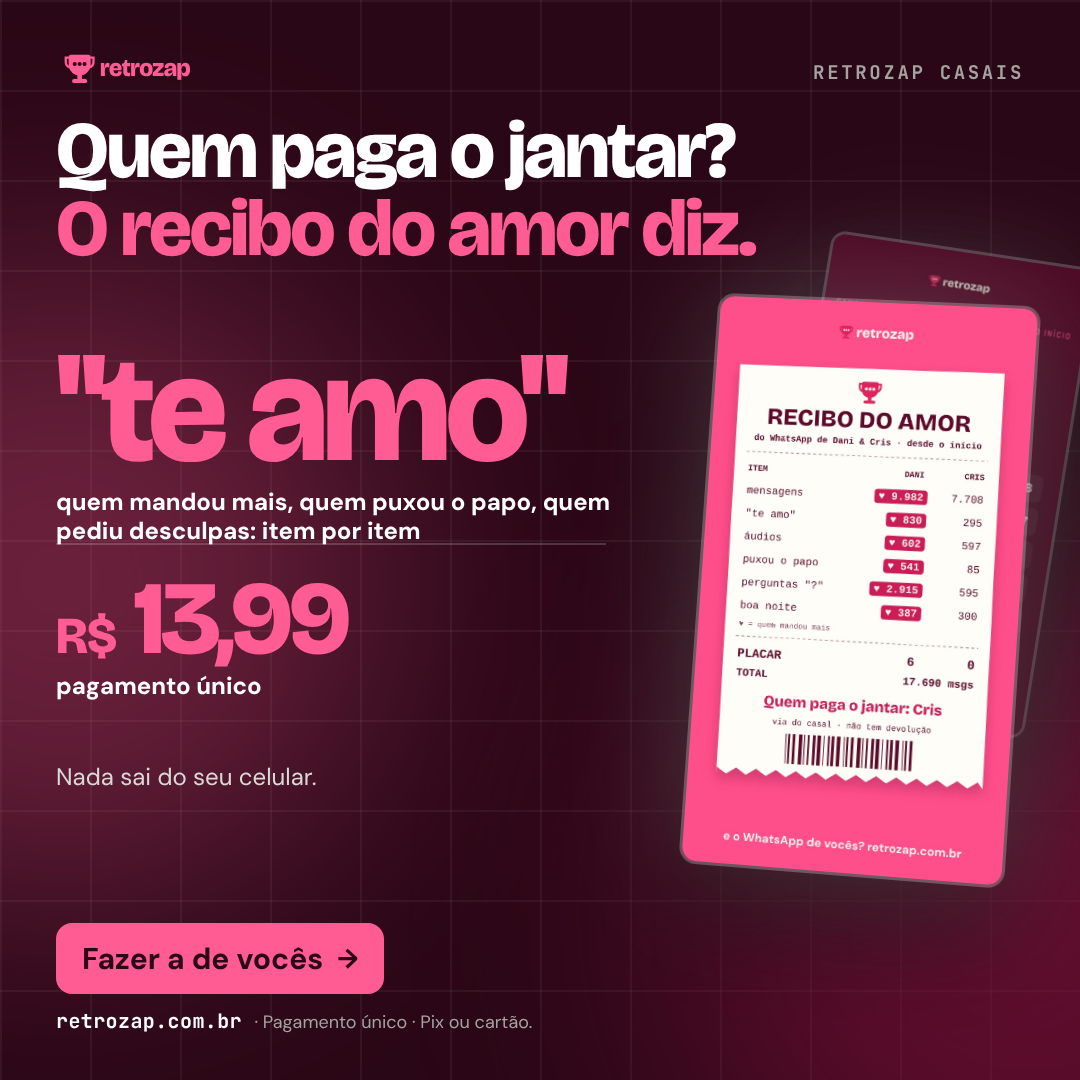 retrozap
RETROZAP CASAIS
Quem paga o jantar?
O recibo do amor diz.
"te amo"
quem mandou mais, quem puxou o papo, quem
pediu desculpas: item por item
R$ 13,99
pagamento único
Nada sai do seu celular.
Fazer a de vocês →
retrozap.com.br · Pagamento único · Pix ou cartão.
retrozap
INÍCIO
retrozap
RECIBO DO AMOR
do WhatsApp de Dani & Cris · desde o início
ITEM DANI CRIS
mensagens ♥ 9.982 7.708
"te amo" ♥ 830 295
áudios ♥ 602 597
puxou o papo ♥ 541 85
perguntas "?" ♥ 2.915 595
boa noite ♥ 387 300
♥ = quem mandou mais
PLACAR 6 0
TOTAL 17.690 msgs
Quem paga o jantar: Cris
via do casal · não tem devolução
e o WhatsApp de vocês? retrozap.com.br